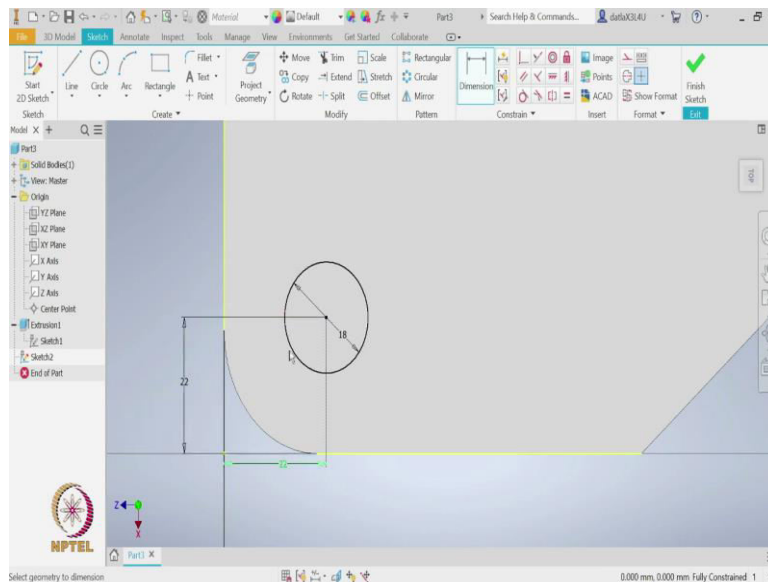 Material Default Part3 Search Help & Commands... datlaX3L4U
File 3D Model Sketch Annotate Inspect Tools Manage View Environments Get Started Collaborate
Start 2D Sketch Line Circle Arc Rectangle Fillet Text Point Project Geometry Move Copy Rotate Trim Extend Split Scale Stretch Offset Rectangular Circular Mirror Dimension Image Points ACAD Show Format Finish Sketch
Sketch Create Modify Pattern Constrain Insert Format Exit
Model
Part3
Solid Bodies(1)
View: Master
Origin
YZ Plane
XZ Plane
XY Plane
X Axis
Y Axis
Z Axis
Center Point
Extrusion1
Sketch1
Sketch2
End of Part
TOP
18
22
22
Z
X
NPTEL
Part3
Select geometry to dimension
0.000 mm, 0.000 mm Fully Constrained 1